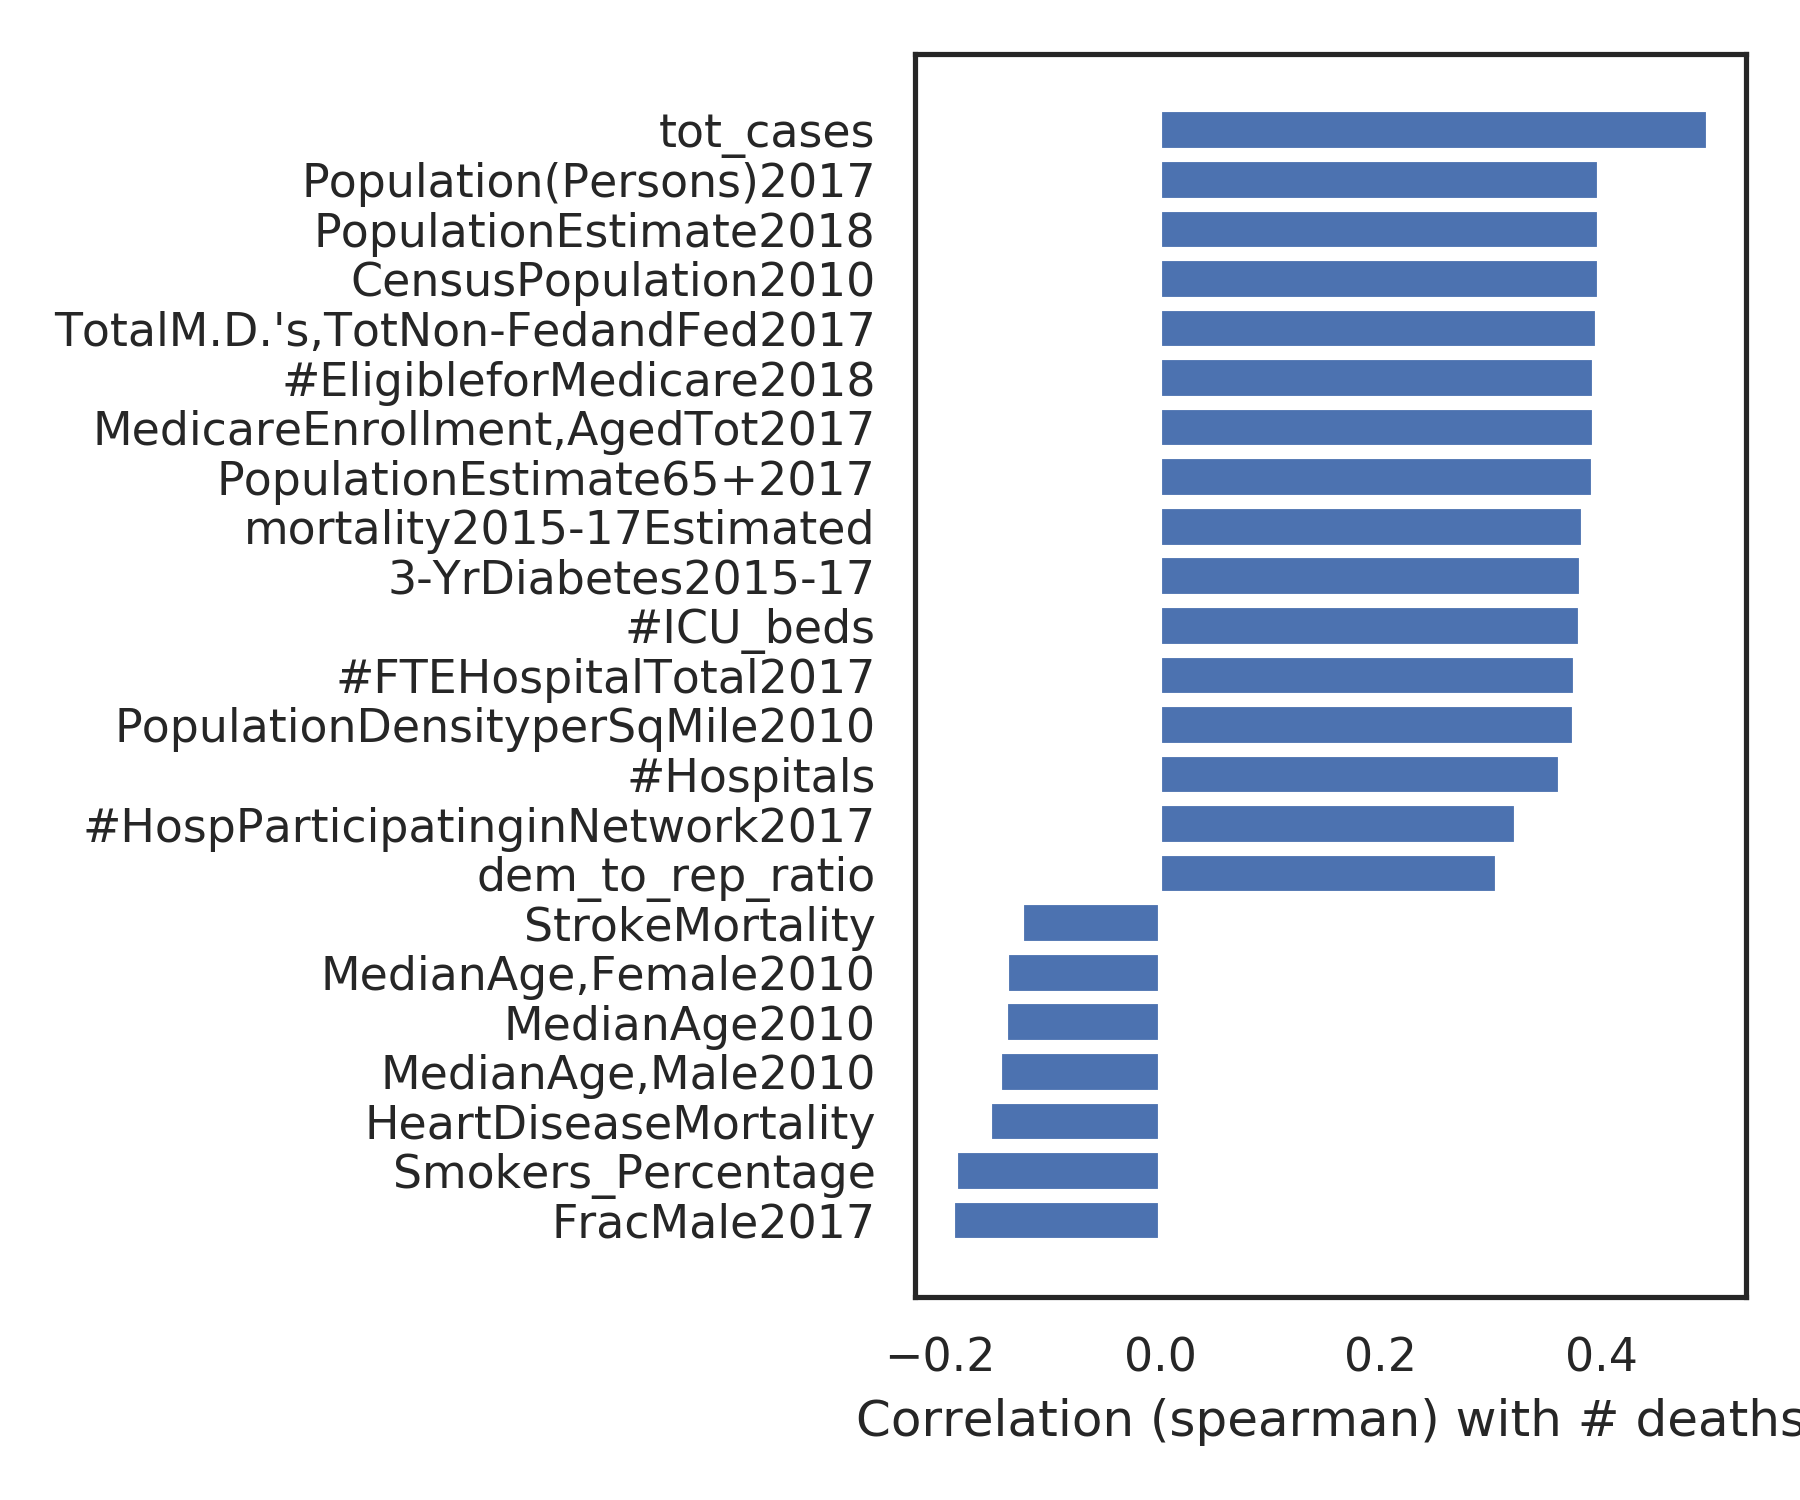 tot_cases
Population(Persons)2017
PopulationEstimate2018
CensusPopulation2010
TotalM.D.'s,TotNon-FedandFed2017
#EligibleforMedicare2018
MedicareEnrollment,AgedTot2017
PopulationEstimate65+2017
mortality2015-17Estimated
3-YrDiabetes2015-17
#ICU_beds
#FTEHospitalTotal2017
PopulationDensityperSqMile2010
#Hospitals
#HospParticipatinginNetwork2017
dem_to_rep_ratio
StrokeMortality
MedianAge,Female2010
MedianAge2010
MedianAge,Male2010
HeartDiseaseMortality
Smokers_Percentage
FracMale2017
−0.2 0.0 0.2 0.4
Correlation (spearman) with # deaths